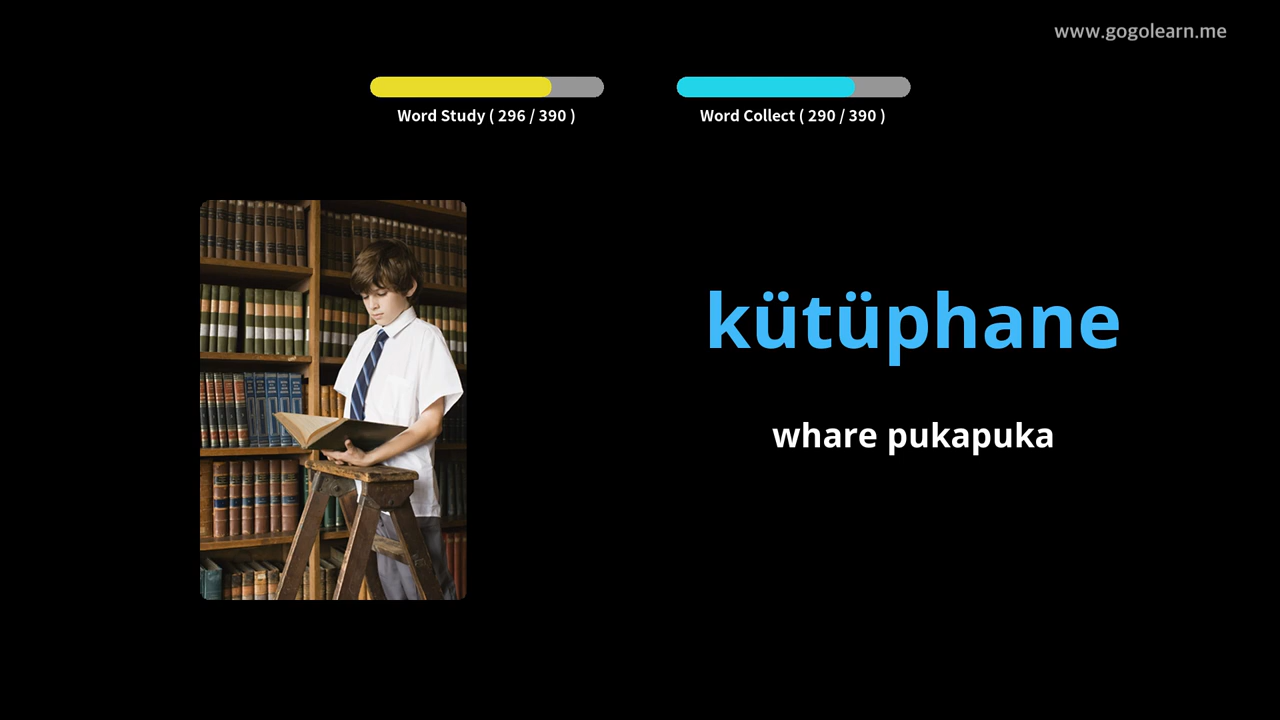 www.gogolearn.me
Word Study ( 296 / 390 )
Word Collect ( 290 / 390 )
kütüphane
whare pukapuka